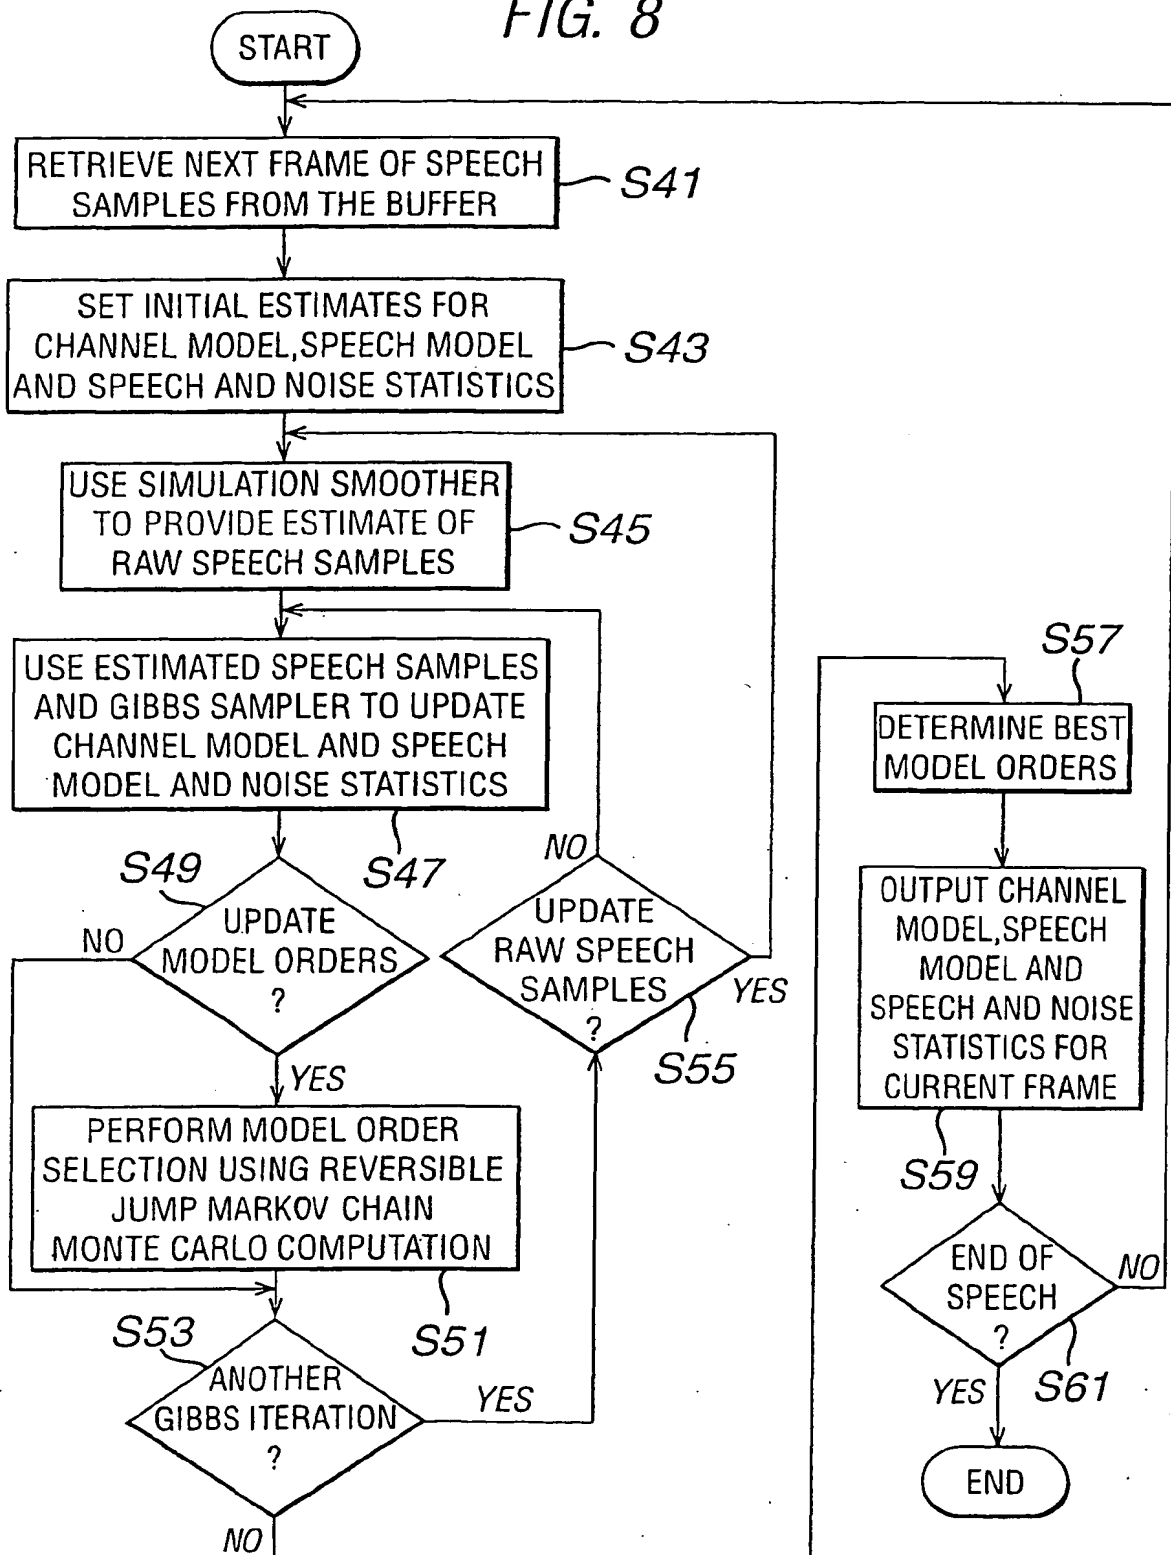 FIG. 8
START
RETRIEVE NEXT FRAME OF SPEECH
SAMPLES FROM THE BUFFER
S41
SET INITIAL ESTIMATES FOR
CHANNEL MODEL,SPEECH MODEL
AND SPEECH AND NOISE STATISTICS
S43
USE SIMULATION SMOOTHER
TO PROVIDE ESTIMATE OF
RAW SPEECH SAMPLES
S45
USE ESTIMATED SPEECH SAMPLES
AND GIBBS SAMPLER TO UPDATE
CHANNEL MODEL AND SPEECH
MODEL AND NOISE STATISTICS
S47
S49
UPDATE
MODEL ORDERS
?
NO
YES
PERFORM MODEL ORDER
SELECTION USING REVERSIBLE
JUMP MARKOV CHAIN
MONTE CARLO COMPUTATION
S51
S53
ANOTHER
GIBBS ITERATION
?
YES
NO
NO
UPDATE
RAW SPEECH
SAMPLES
?
YES
S55
S57
DETERMINE BEST
MODEL ORDERS
OUTPUT CHANNEL
MODEL,SPEECH
MODEL AND
SPEECH AND NOISE
STATISTICS FOR
CURRENT FRAME
S59
END OF
SPEECH
?
NO
S61
YES
END